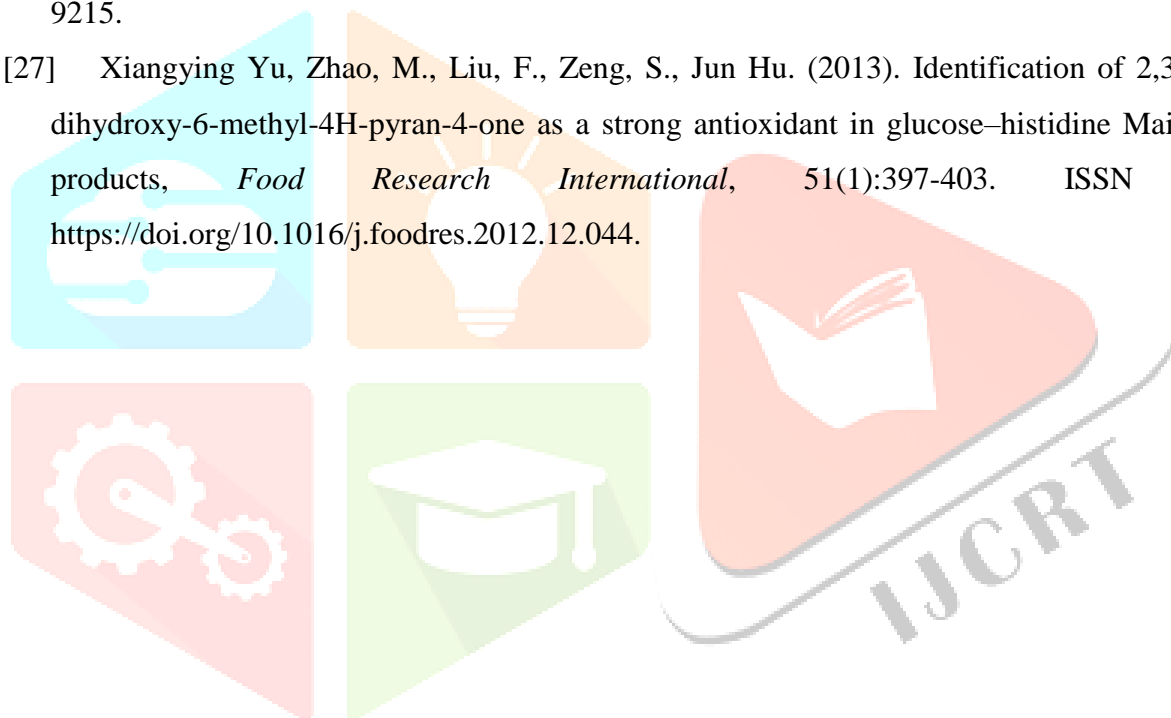 9215.
[27] Xiangying Yu, Zhao, M., Liu, F., Zeng, S., Jun Hu. (2013). Identification of 2,3
dihydroxy-6-methyl-4H-pyran-4-one as a strong antioxidant in glucose–histidine Mai
products, Food Research International, 51(1):397-403. ISSN
https://doi.org/10.1016/j.foodres.2012.12.044.
IJCRT